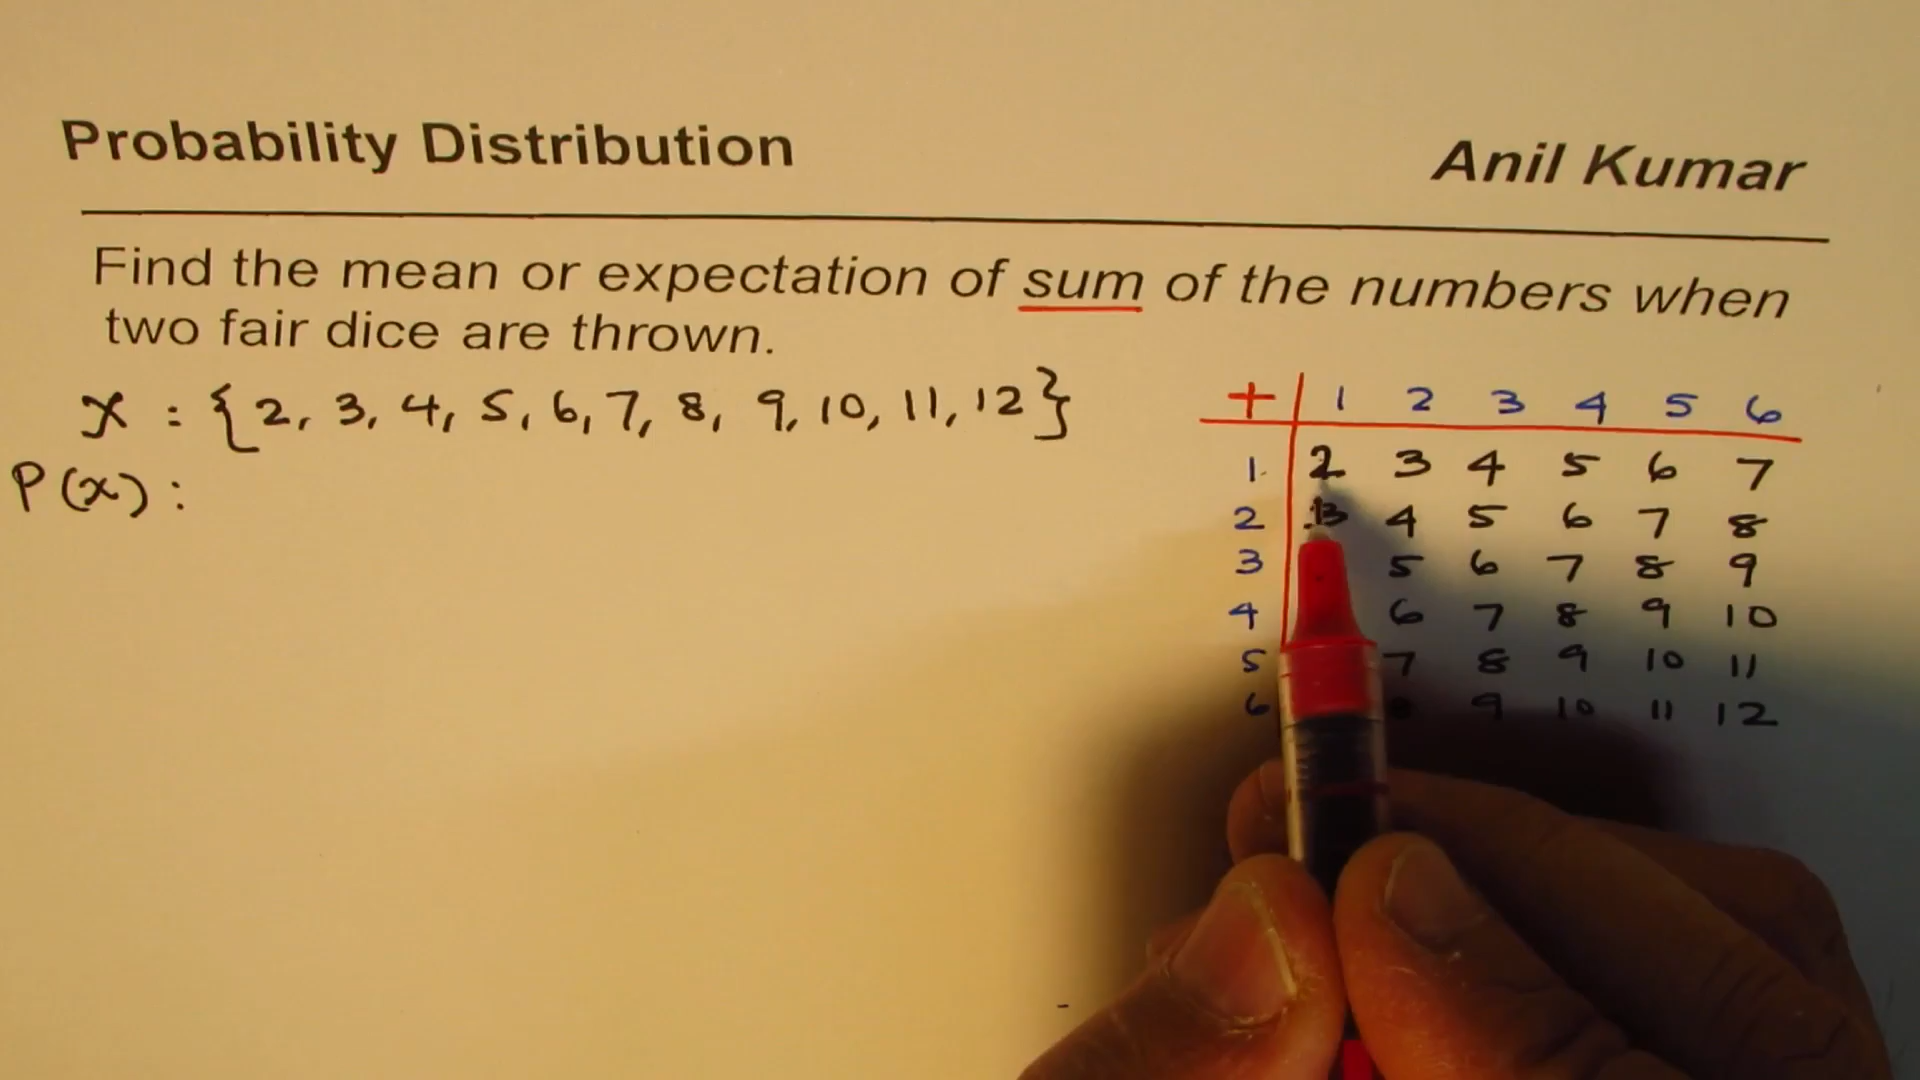 Probability Distribution Anil Kumar
Find the mean or expectation of sum of the numbers when
two fair dice are thrown.
x : {2, 3, 4, 5, 6, 7, 8, 9, 10, 11, 12}
P(x) :
+ 1 2 3 4 5 6
1 2 3 4 5 6 7
2 3 4 5 6 7 8
3 5 6 7 8 9
4 6 7 8 9 10
5 7 8 9 10 11
6 8 9 10 11 12